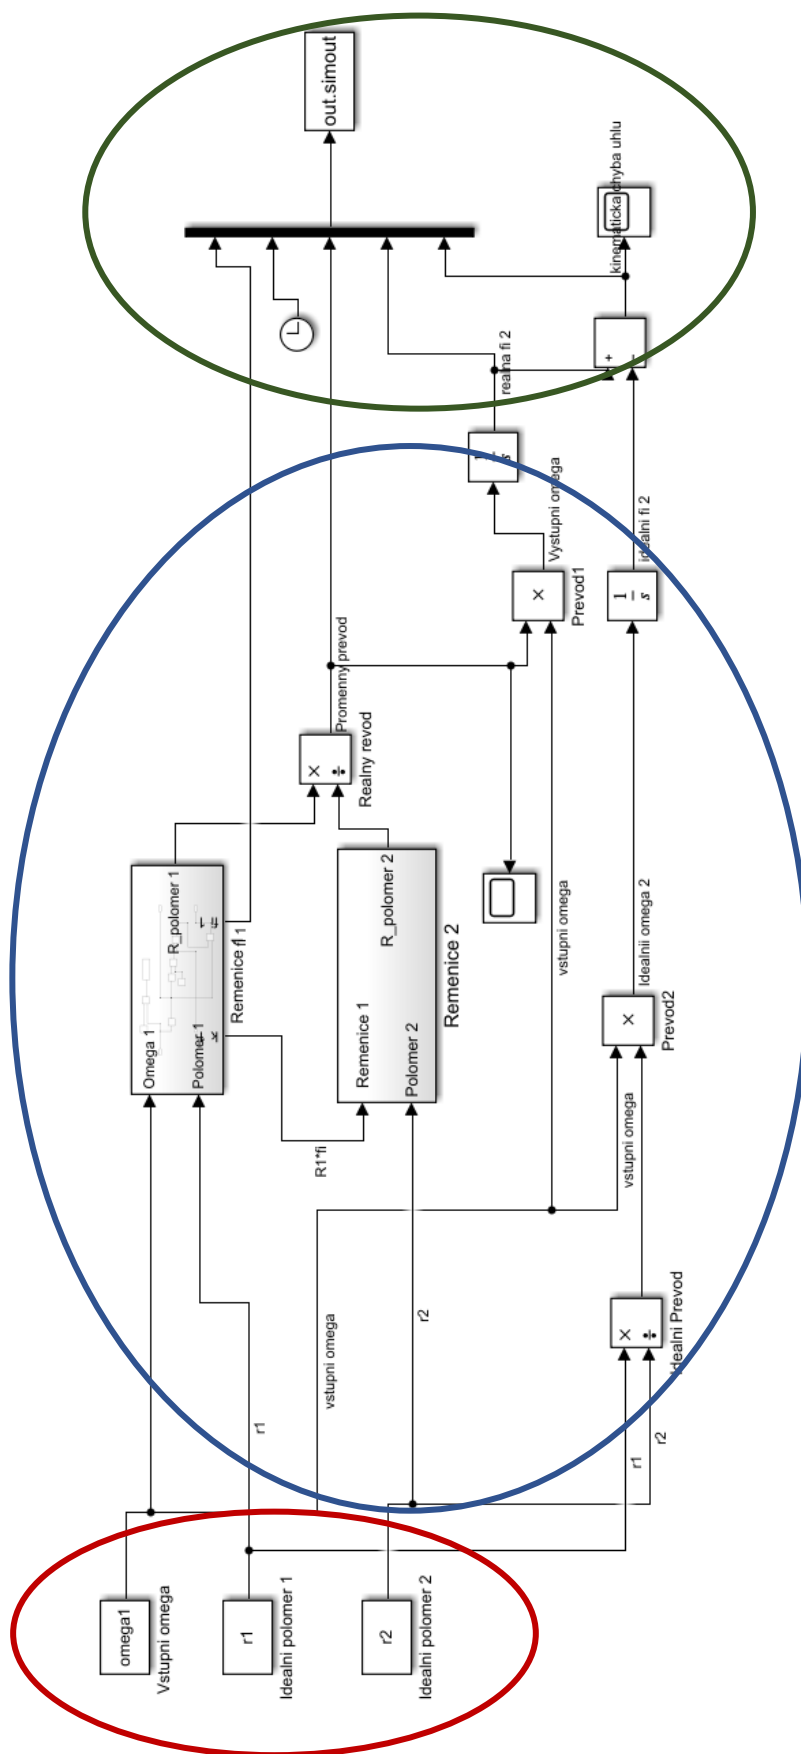 omega1
Vstupni omega
r1
Idealni polomer 1
r2
Idealni polomer 2
r1
vstupni omega
r2
r1
r2
×
÷
Idealni Prevod
Omega 1
R_polomer 1
Polomer 1
Remenice 1
fi 1
R1*fi
Remenice 1
R_polomer 2
Polomer 2
Remenice 2
×
÷
Realny revod
Promenny prevod
vstupni omega
vstupni omega
×
Prevod2
Idealnii omega 2
×
Prevod1
Vystupni omega
1
s
idealni fi 2
1
s
realna fi 2
+
−
kinematicka chyba uhlu
out.simout